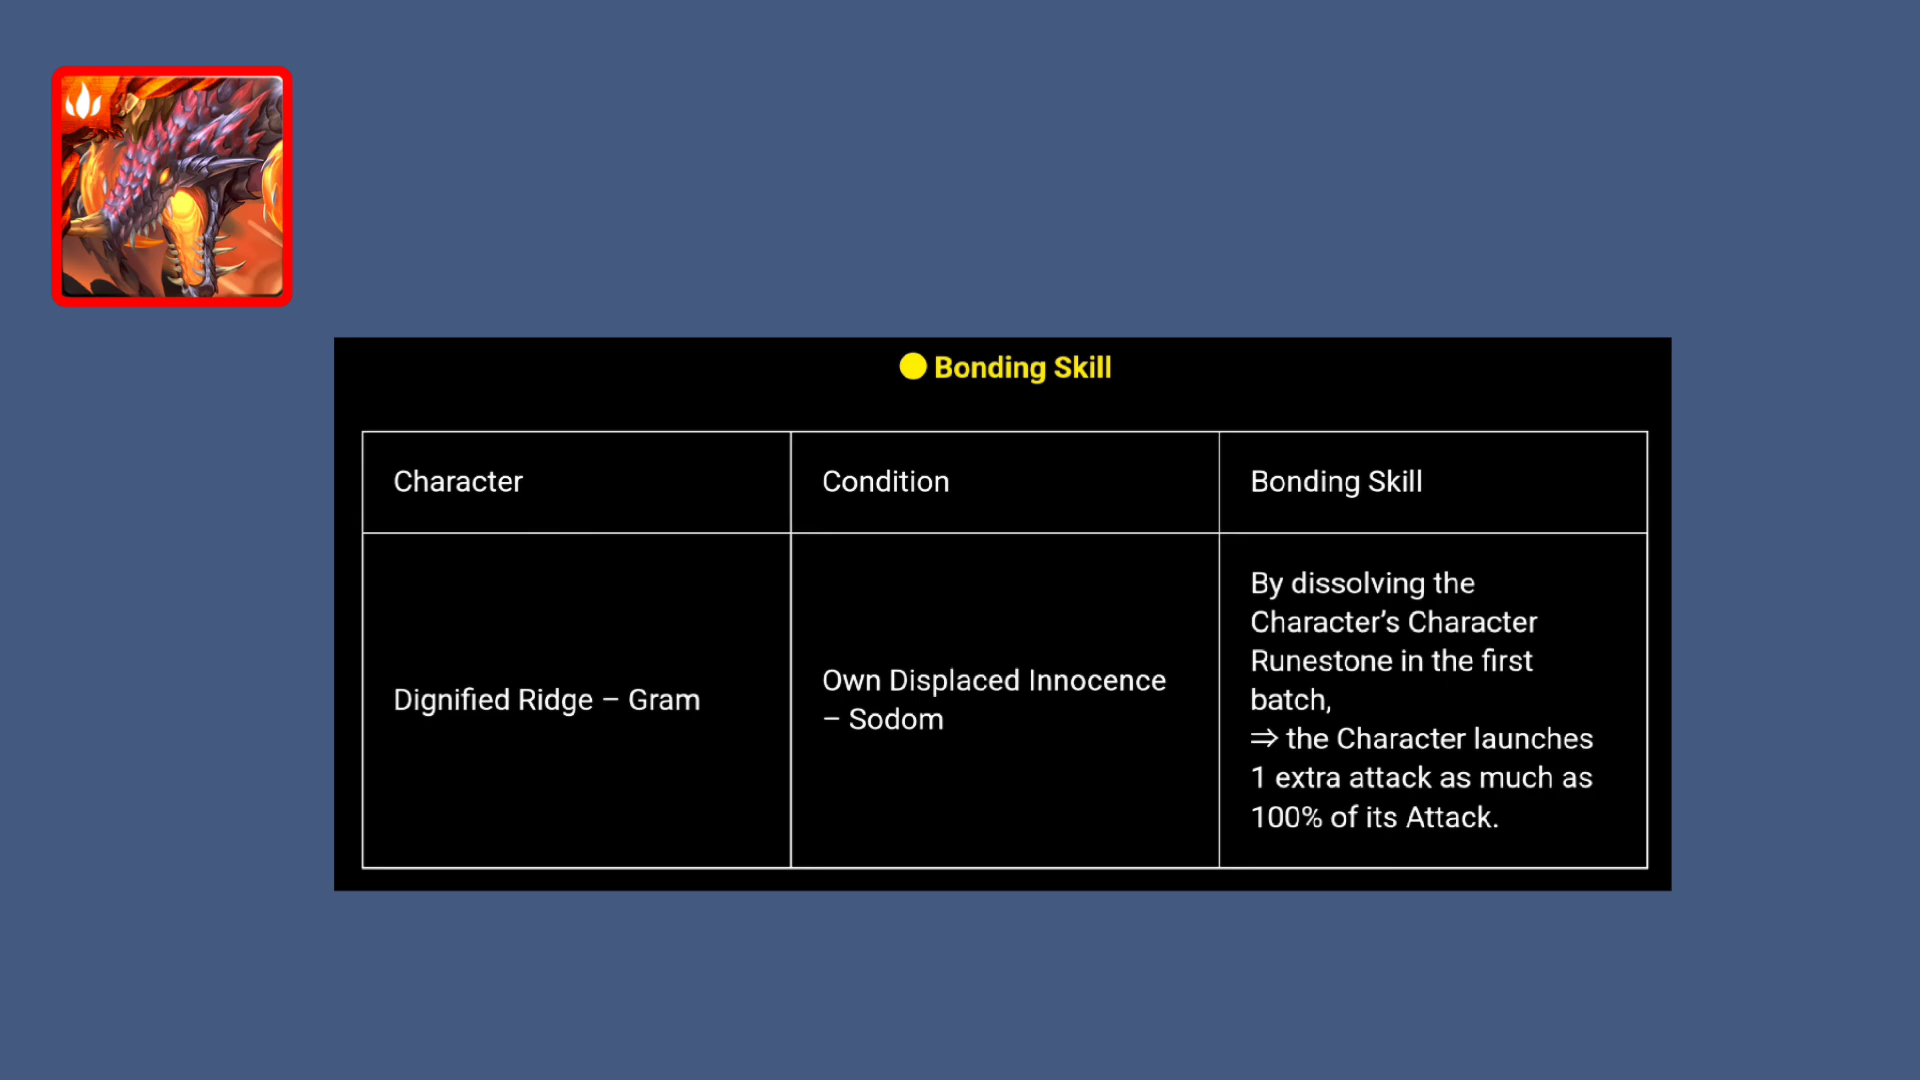 Bonding Skill
Character
Condition
Bonding Skill
Dignified Ridge – Gram
Own Displaced Innocence
– Sodom
By dissolving the
Character’s Character
Runestone in the first
batch,
⇒ the Character launches
1 extra attack as much as
100% of its Attack.